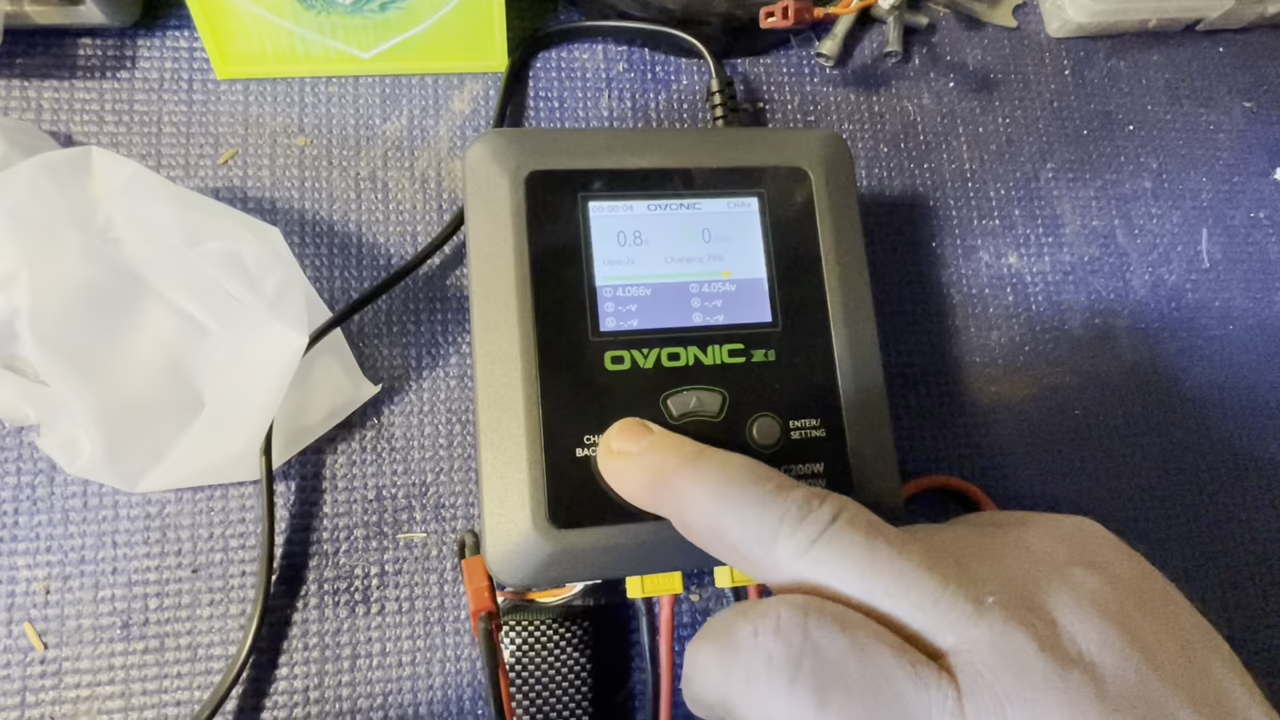 00:00:04 OVONIC CHA
0.8 0
Lipo 2s Charging 78%
① 4.066v ② 4.054v
③ -.-v ④ -.-v
⑤ -.-v ⑥ -.-v
OVONIC X1
ENTER/
SETTING
CHA
BAC
C200W